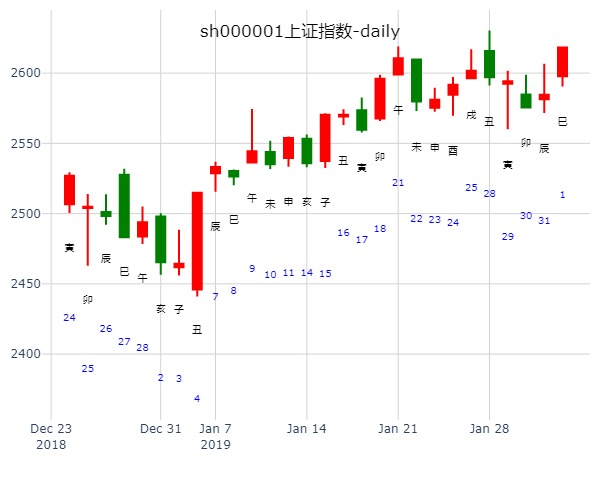 sh000001上证指数-daily
2600
2550
2500
2450
2400
寅 卯 辰 巳 午 亥 子 丑 辰 巳 午 未 申 亥 子 丑 寅 卯 午 未 申 酉 戌 丑 寅 卯 辰 巳
24 25 26 27 28 2 3 4 7 8 9 10 11 14 15 16 17 18 21 22 23 24 25 28 29 30 31 1
Dec 23 Dec 31 Jan 7 Jan 14 Jan 21 Jan 28
2018 2019